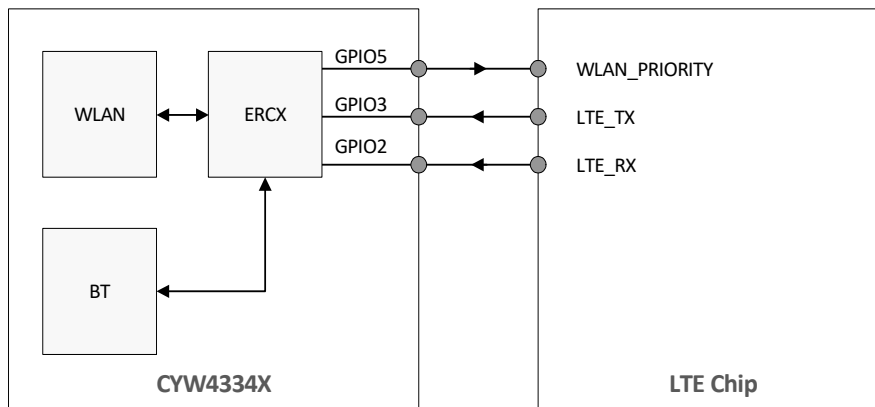 GPIO5
WLAN_PRIORITY
WLAN
ERCX
GPIO3
LTE_TX
GPIO2
LTE_RX
BT
CYW4334X
LTE Chip